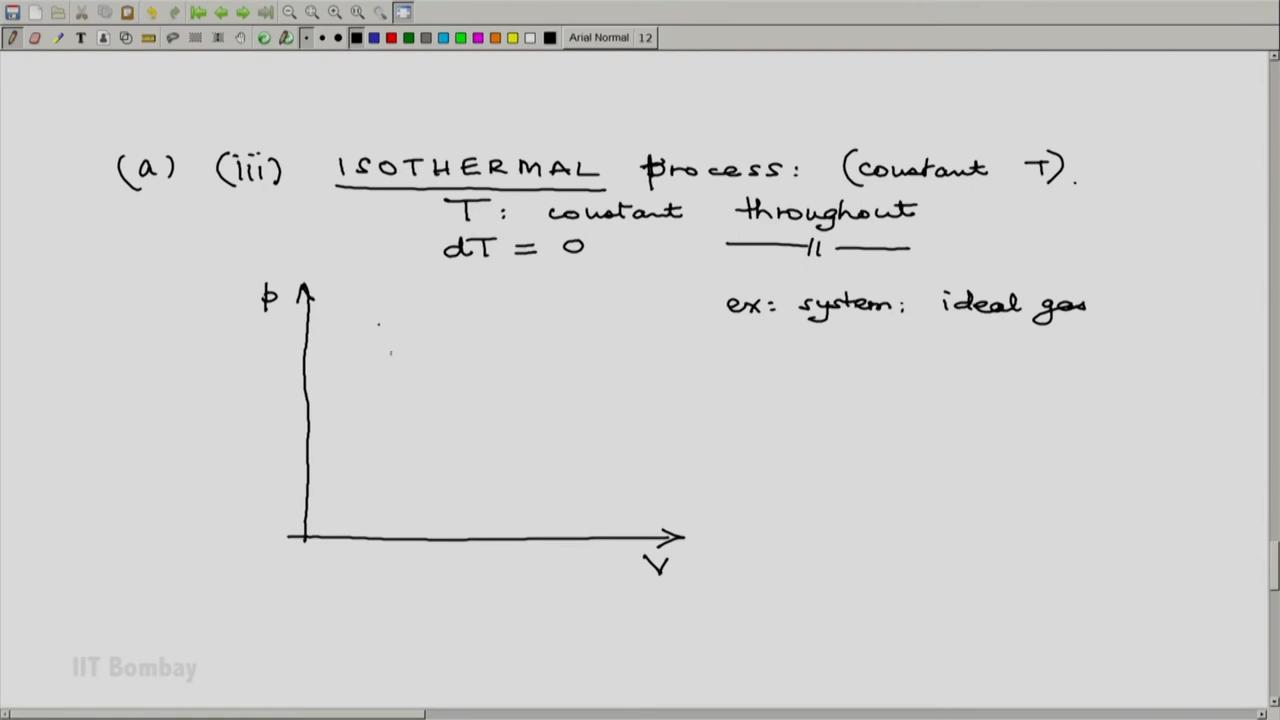 Arial Normal 12
(a) (iii) ISOTHERMAL process: (constant T).
T: constant throughout
dT = 0 —— 〃 ——
p
ex: system: ideal gas
V
IIT Bombay